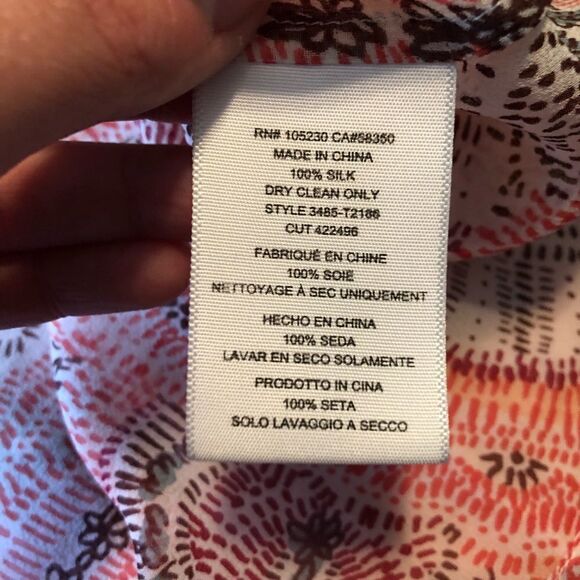 RN# 105230 CA#58350
MADE IN CHINA
100% SILK
DRY CLEAN ONLY
STYLE 3485-T2186
CUT 422496
FABRIQUÉ EN CHINE
100% SOIE
NETTOYAGE À SEC UNIQUEMENT
HECHO EN CHINA
100% SEDA
LAVAR EN SECO SOLAMENTE
PRODOTTO IN CINA
100% SETA
SOLO LAVAGGIO A SECCO